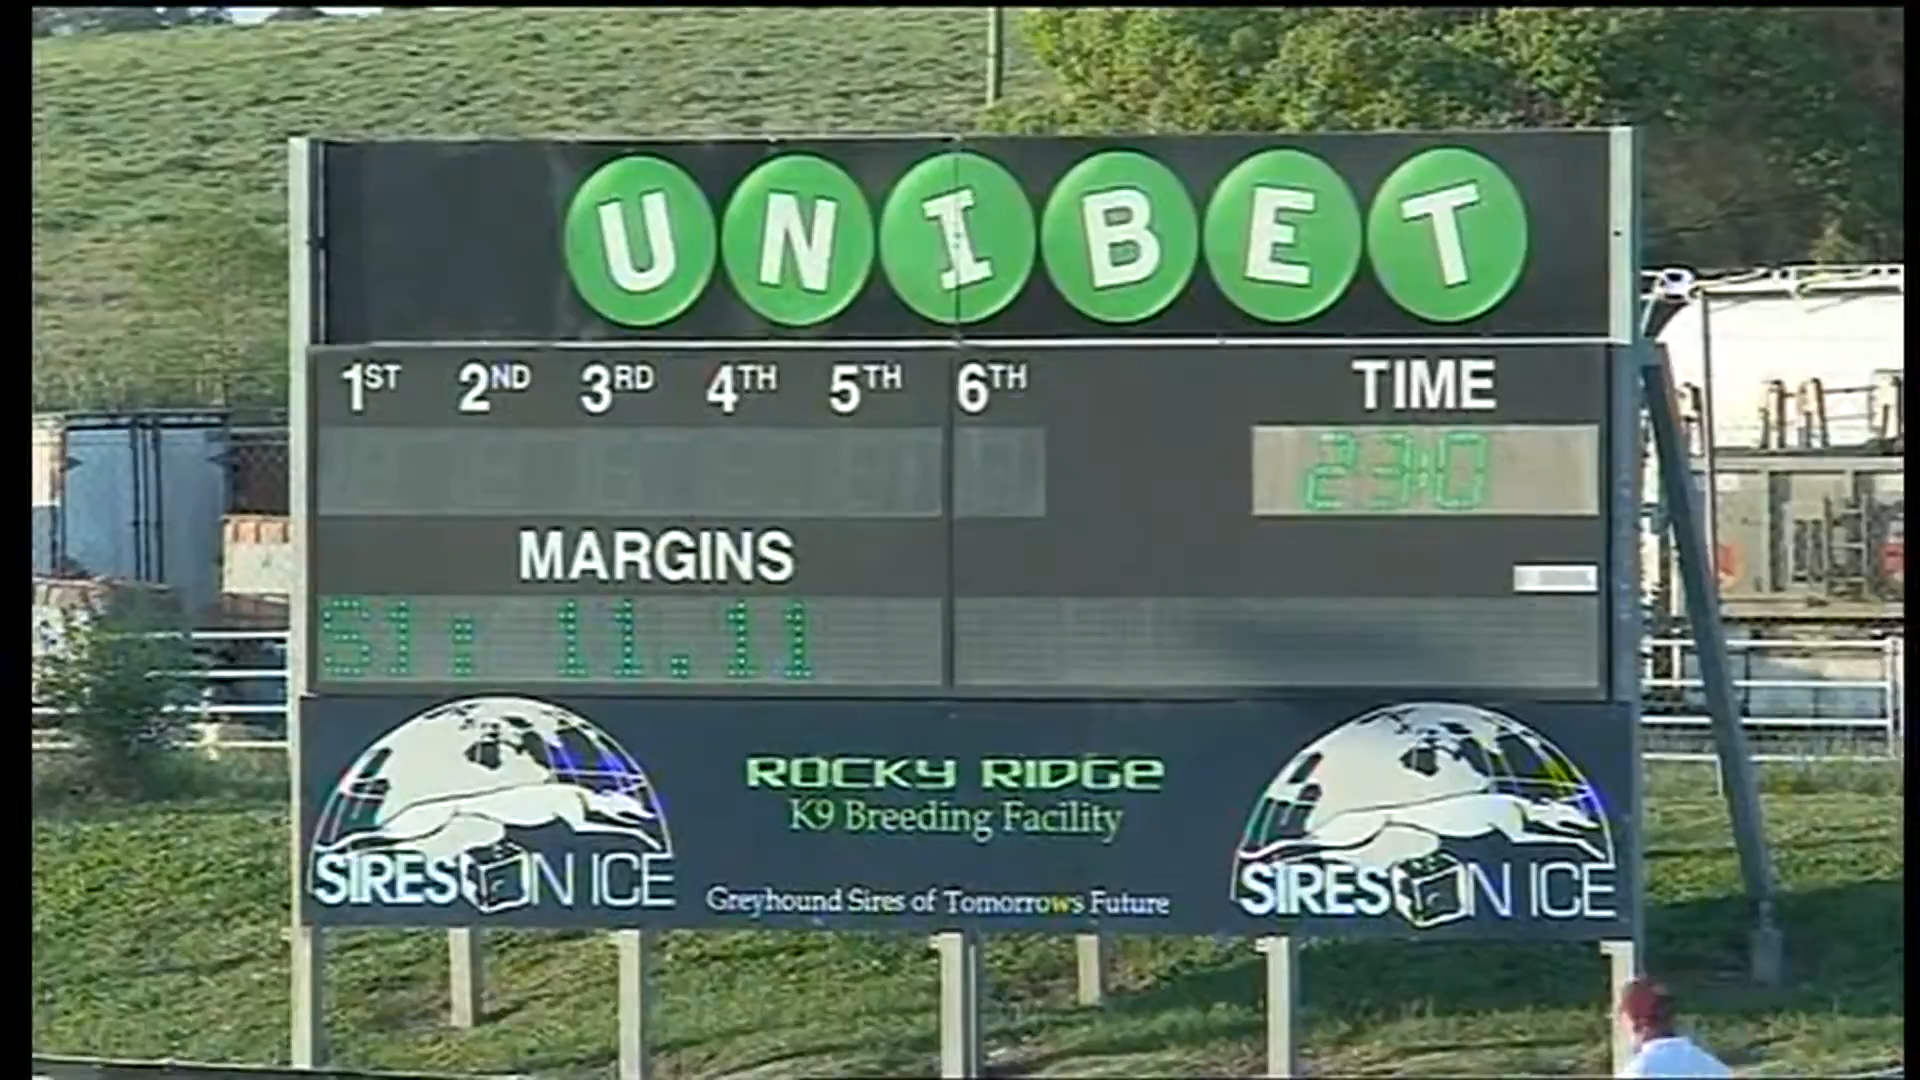 UNIBET
1ST 2ND 3RD 4TH 5TH 6TH TIME
23:0
MARGINS
S1: 11.11
ROCKY RIDGE
K9 Breeding Facility
SIRES ON ICE
Greyhound Sires of Tomorrows Future
SIRES ON ICE